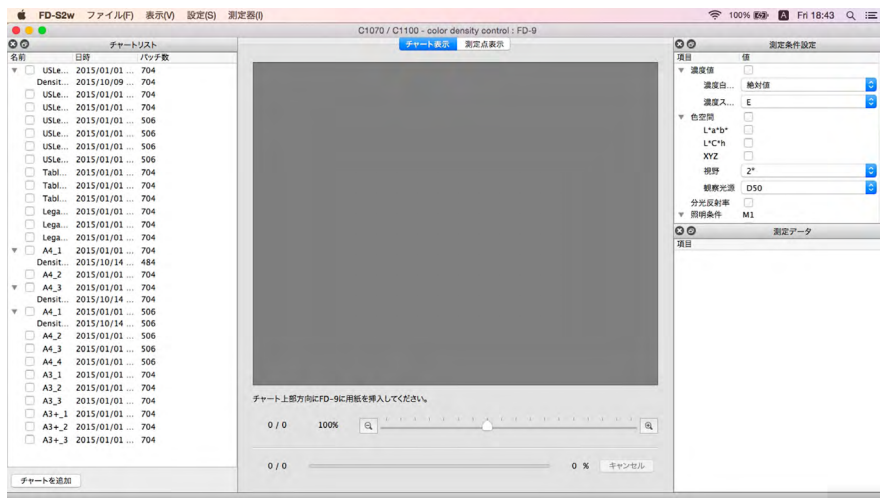 FD-S2w ファイル(F) 表示(V) 設定(S) 測定器(I) 100% Fri 18:43
C1070 / C1100 - color density control : FD-9
チャートリスト
名前 日時 パッチ数
USLe... 2015/01/01 ... 704
Densit... 2015/10/09 ... 704
USLe... 2015/01/01 ... 704
USLe... 2015/01/01 ... 704
USLe... 2015/01/01 ... 506
USLe... 2015/01/01 ... 506
USLe... 2015/01/01 ... 506
USLe... 2015/01/01 ... 506
Tabl... 2015/01/01 ... 704
Tabl... 2015/01/01 ... 704
Tabl... 2015/01/01 ... 704
Lega... 2015/01/01 ... 704
Lega... 2015/01/01 ... 704
Lega... 2015/01/01 ... 704
A4_1 2015/01/01 ... 704
Densit... 2015/10/14 ... 484
A4_2 2015/01/01 ... 704
A4_3 2015/01/01 ... 704
Densit... 2015/10/14 ... 704
A4_1 2015/01/01 ... 506
Densit... 2015/10/14 ... 506
A4_2 2015/01/01 ... 506
A4_3 2015/01/01 ... 506
A4_4 2015/01/01 ... 506
A3_1 2015/01/01 ... 704
A3_2 2015/01/01 ... 704
A3_3 2015/01/01 ... 704
A3+_1 2015/01/01 ... 704
A3+_2 2015/01/01 ... 704
A3+_3 2015/01/01 ... 704
チャートを追加
チャート表示 測定点表示
チャート上部方向にFD-9に用紙を挿入してください。
0 / 0 100%
0 / 0 0 % キャンセル
測定条件設定
項目 値
濃度値
濃度白... 絶対値
濃度ス... E
色空間
L*a*b*
L*C*h
XYZ
視野 2°
観察光源 D50
分光反射率
照明条件 M1
測定データ
項目